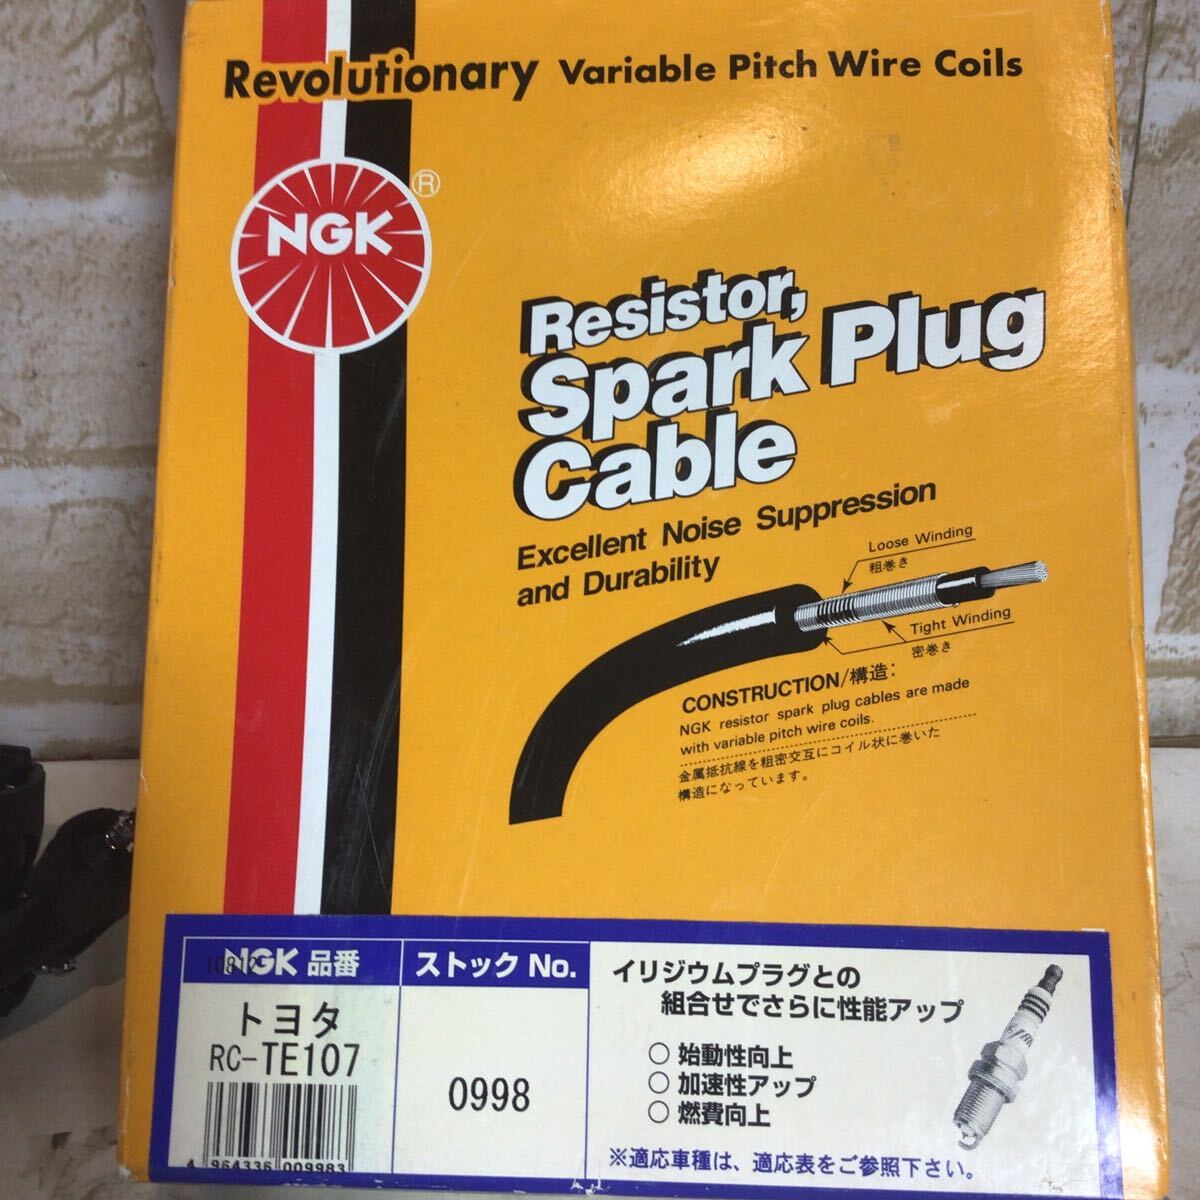 Revolutionary Variable Pitch Wire Coils
NGK ®
Resistor,
Spark Plug
Cable
Excellent Noise Suppression
and Durability
Loose Winding
粗巻き
Tight Winding
密巻き
CONSTRUCTION/構造:
NGK resistor spark plug cables are made
with variable pitch wire coils.
金属抵抗線を粗密交互にコイル状に巻いた
構造になっています。
NGK 品番
トヨタ
RC-TE107
4 964336 009983
ストック No.
0998
イリジウムプラグとの
組合せでさらに性能アップ
○ 始動性向上
○ 加速性アップ
○ 燃費向上
※適応車種は、適応表をご参照下さい。